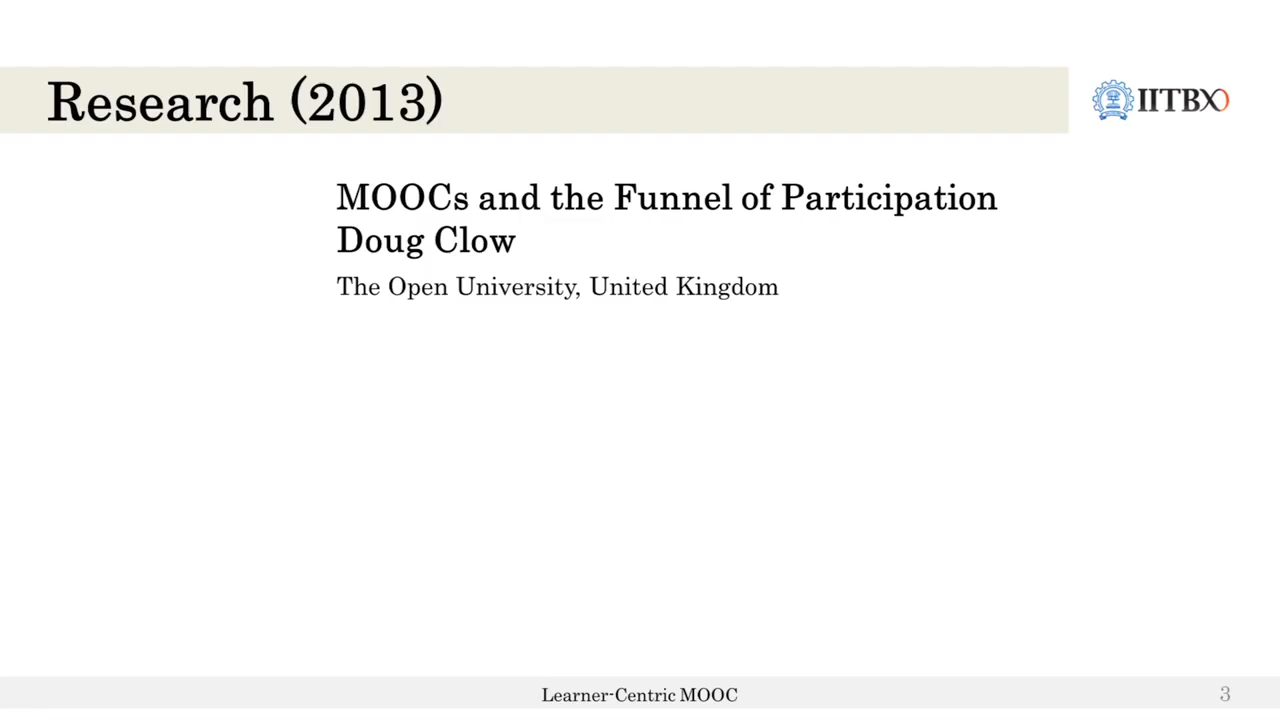 Research (2013)
IITBX
MOOCs and the Funnel of Participation
Doug Clow
The Open University, United Kingdom
Learner-Centric MOOC
3